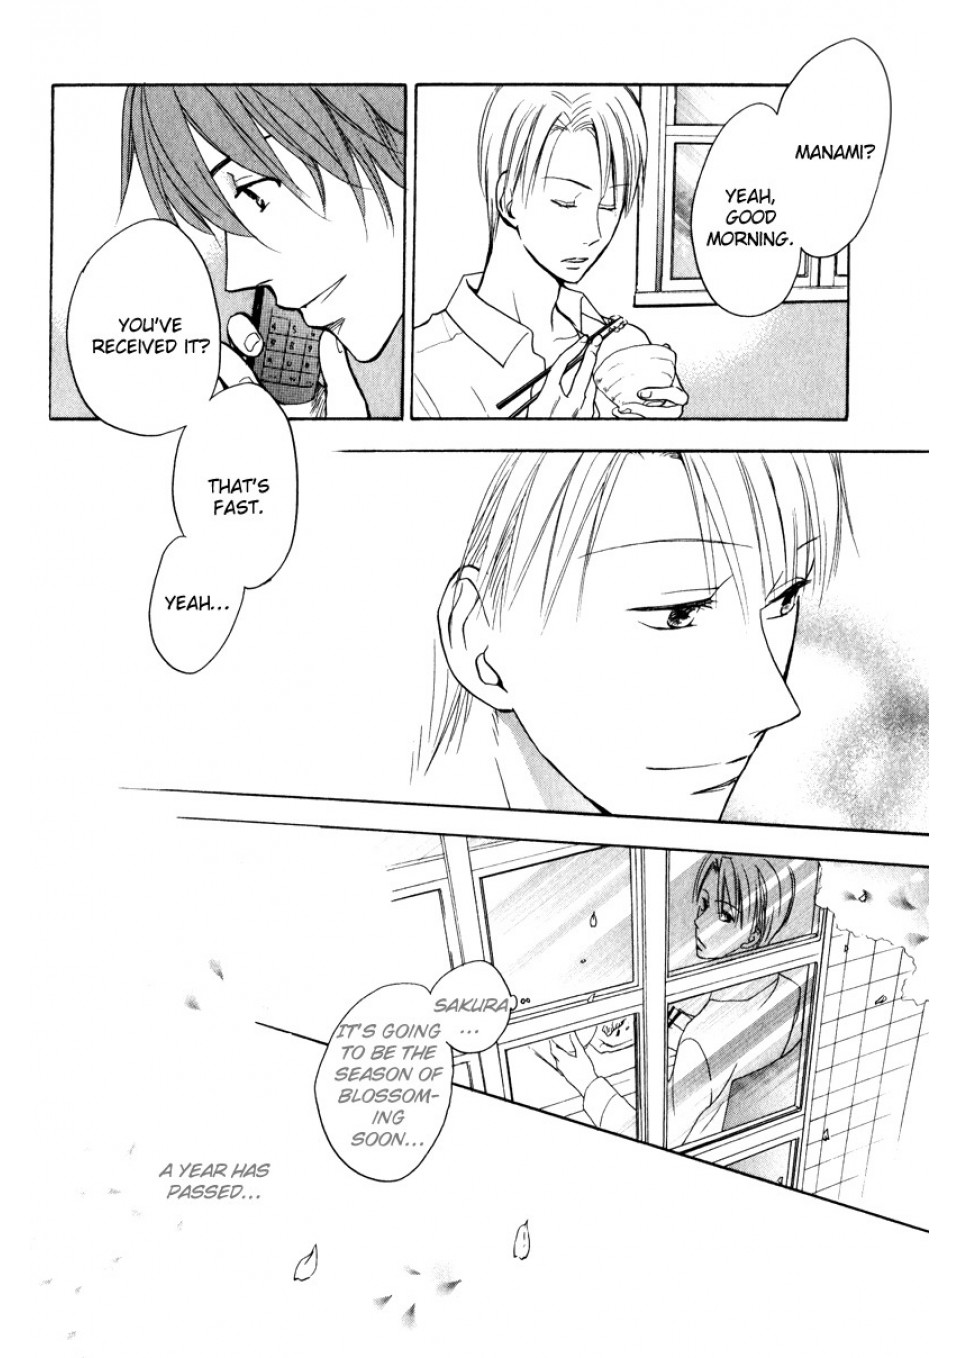 MANAMI?
YEAH,
GOOD
MORNING.
YOU'VE
RECEIVED IT?
THAT'S
FAST.
YEAH...
SAKURA
...
IT'S GOING
TO BE THE
SEASON OF
BLOSSOM-
ING
SOON...
A YEAR HAS
PASSED...